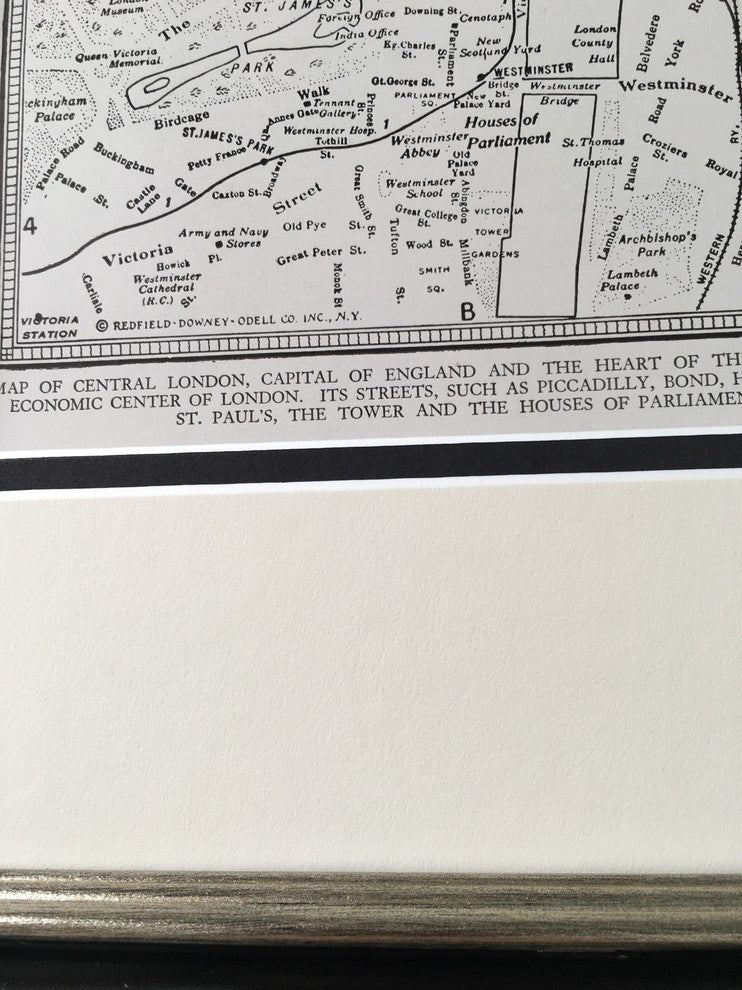 London
Museum
ST. JAMES'S
The
Foreign Office
Downing St.
Cenotaph
India Office
London
County
Hall
Belvedere
York
Queen Victoria
Memorial
PARK
Kg. Charles
St.
Parliament
St.
New
Scotland Yard
WESTMINSTER
Gt. George St.
Bridge
St.
Westminster
Bridge
Westminster
Road
ckingham
Palace
Walk
Tennant
Gallery
Princes
St.
PARLIAMENT
SQ.
New
Palace Yard
Birdcage
Q. Annes Gate
Houses of
Parliament
ST. JAMES'S PARK
Westminster Hosp.
1
Westminster
Abbey
St. Thomas
Hospital
Croziers
St.
Royal
Palace Road
Buckingham
Petty France
Tothill
St.
Broadway
Old
Palace
Yard
Palace
Road
Palace St.
Castle
Lane
1
Gate
Caxton St.
Street
Great Smith St.
Westminster
School
Abingdon
St.
Great College
St.
VICTORIA
TOWER
GARDENS
Lambeth
Archbishop's
Park
4
Army and Navy
Stores
Old Pye
St.
Tufton
St.
Wood St.
Millbank
Victoria
Howick
Pl.
Great Peter St.
Monck St.
SMITH
SQ.
Lambeth
Palace
WESTERN
RY.
Carlisle
Westminster
Cathedral
(R.C.)
St.
B
VICTORIA
STATION
© REDFIELD-DOWNEY-ODELL CO. INC., N.Y.
MAP OF CENTRAL LONDON, CAPITAL OF ENGLAND AND THE HEART OF TH
ECONOMIC CENTER OF LONDON. ITS STREETS, SUCH AS PICCADILLY, BOND, H
ST. PAUL'S, THE TOWER AND THE HOUSES OF PARLIAMEN